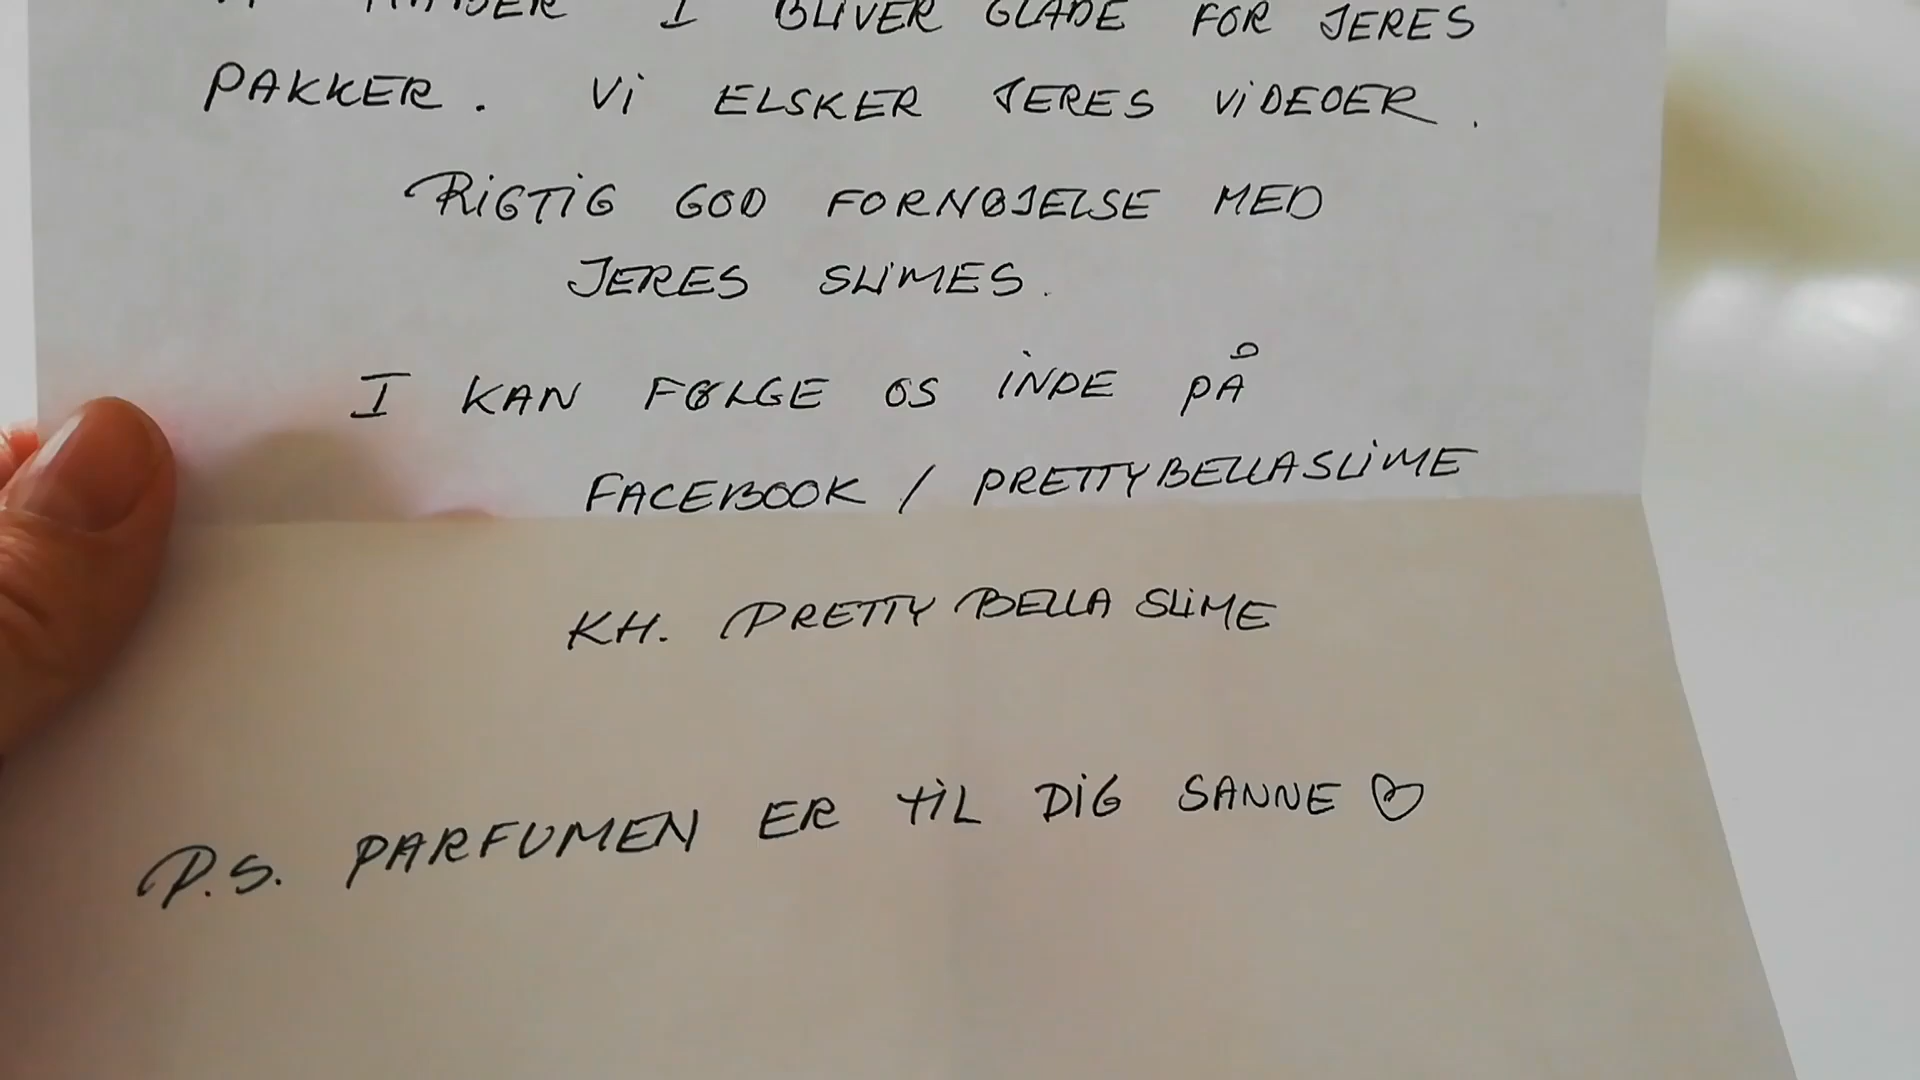 I BLIVER GLADE FOR JERES
PAKKER. Vi ELSKER JERES ViDEOER.
RiGTiG GOD FORNØJELSE MED
JERES SLiMES.
I KAN FØLGE OS iNDE PÅ
FACEBOOK / PRETTYBELLASLiME
KH. PRETTY BELLA SLiME
P.S. PARFUMEN ER TiL DiG SANNE ♡